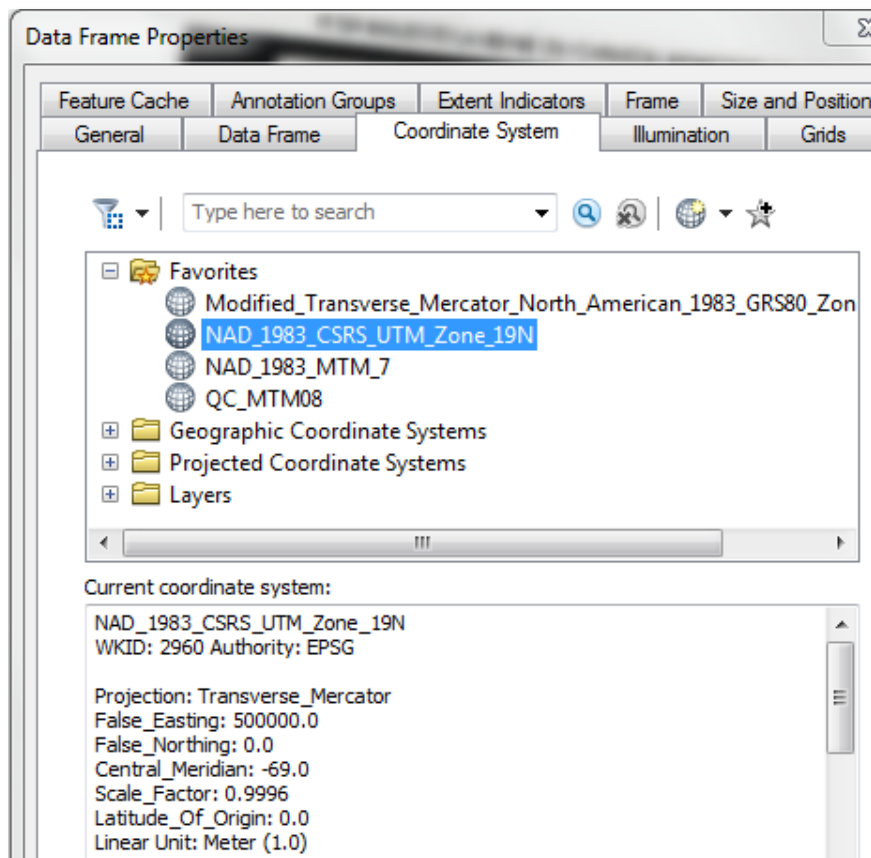 Data Frame Properties
Feature Cache Annotation Groups Extent Indicators Frame Size and Position
General Data Frame Coordinate System Illumination Grids
Type here to search
Favorites
Modified_Transverse_Mercator_North_American_1983_GRS80_Zon
NAD_1983_CSRS_UTM_Zone_19N
NAD_1983_MTM_7
QC_MTM08
Geographic Coordinate Systems
Projected Coordinate Systems
Layers
Current coordinate system:
NAD_1983_CSRS_UTM_Zone_19N
WKID: 2960 Authority: EPSG
Projection: Transverse_Mercator
False_Easting: 500000.0
False_Northing: 0.0
Central_Meridian: -69.0
Scale_Factor: 0.9996
Latitude_Of_Origin: 0.0
Linear Unit: Meter (1.0)